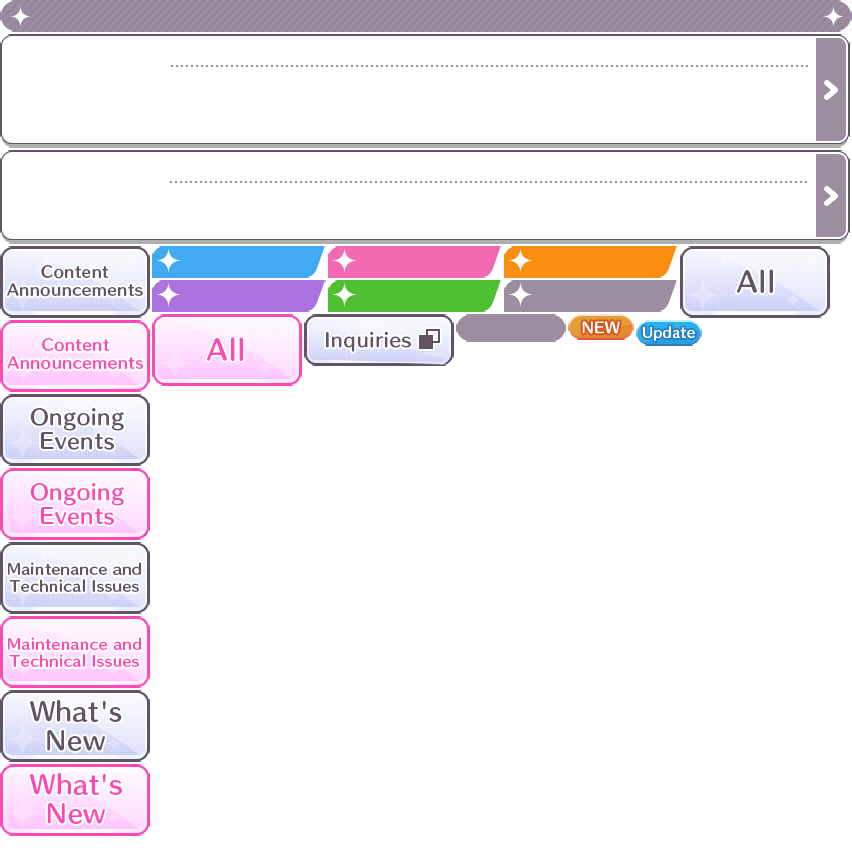 Content
Announcements
All
Content
Announcements
All
Inquiries
NEW
Update
Ongoing
Events
Ongoing
Events
Maintenance and
Technical Issues
Maintenance and
Technical Issues
What's
New
What's
New